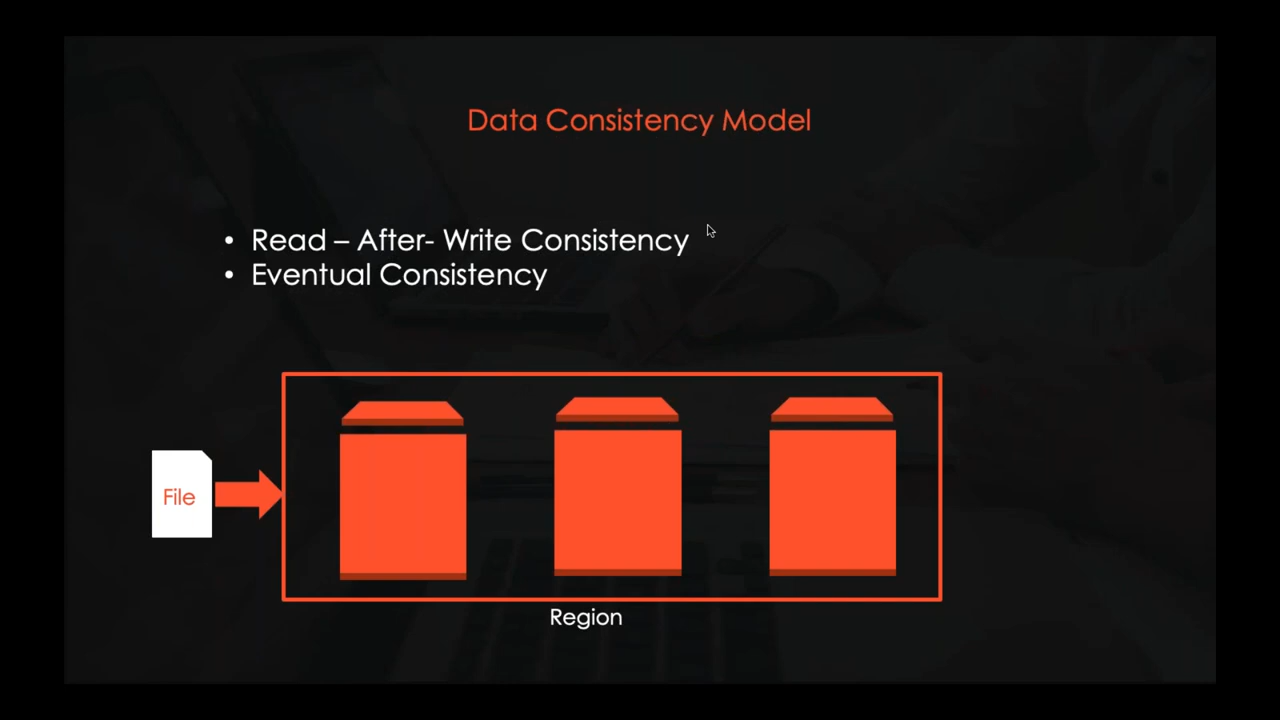 Data Consistency Model
• Read – After- Write Consistency
• Eventual Consistency
File
Region